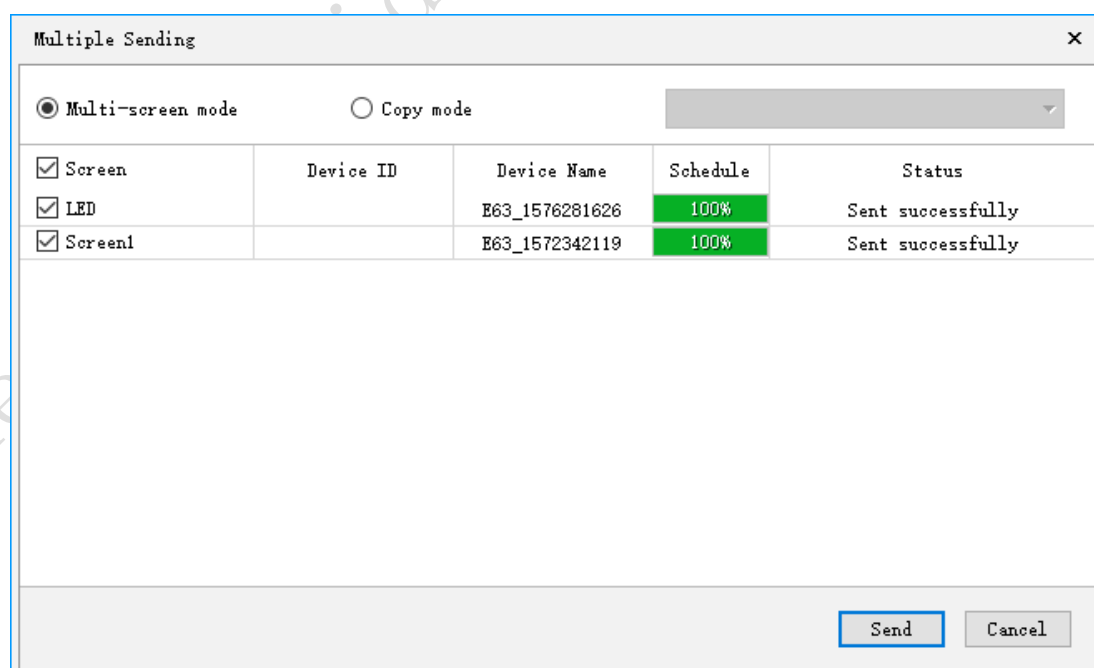 Multiple Sending
Multi-screen mode Copy mode
Screen Device ID Device Name Schedule Status
LED E63_1576281626 100% Sent successfully
Screen1 E63_1572342119 100% Sent successfully
Send Cancel